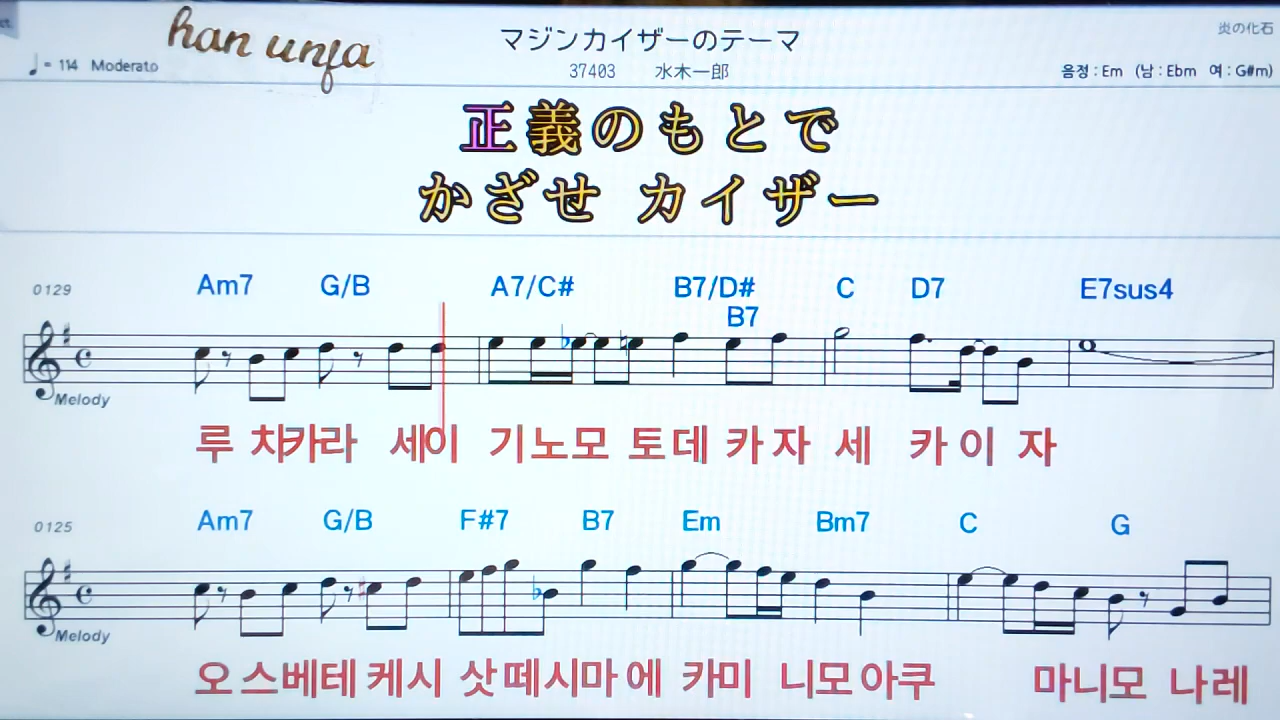 han unfa
マジンカイザーのテーマ
炎の化石
♩= 114 Moderato
37403 水木一郎
음정 : Em (남 : Ebm 여 : G#m)
正義のもとで
かざせ カイザー
0129 Am7 G/B A7/C# B7/D# C D7 E7sus4
B7
Melody
루 차카라 세이 기노모 토데 카자 세 카이 자
0125 Am7 G/B F#7 B7 Em Bm7 C G
Melody
오 스베테 케시 삿떼시마 에 카미 니모아쿠 마니모 나레